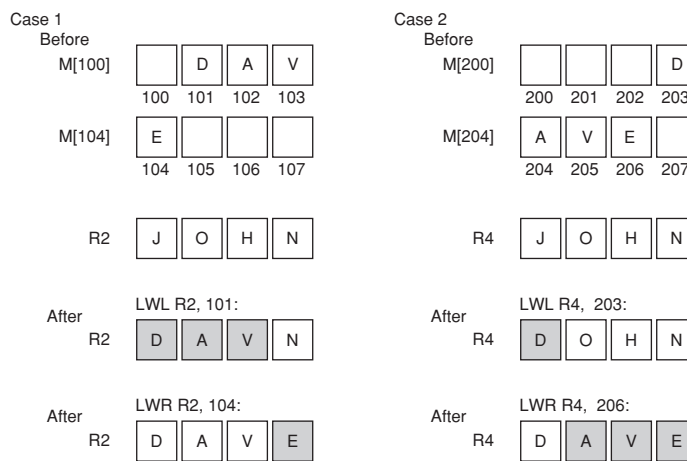 Case 1 Case 2
Before Before
M[100] D A V M[200] D
100 101 102 103 200 201 202 203
M[104] E M[204] A V E
104 105 106 107 204 205 206 207
R2 J O H N R4 J O H N
LWL R2, 101: LWL R4, 203:
After After
R2 D A V N R4 D O H N
LWR R2, 104: LWR R4, 206:
After After
R2 D A V E R4 D A V E